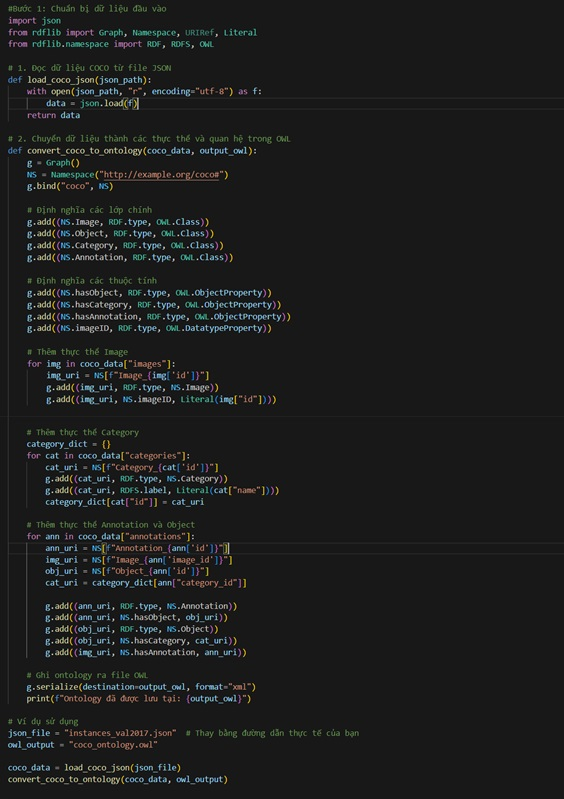 #Bước 1: Chuẩn bị dữ liệu đầu vào
import json
from rdflib import Graph, Namespace, URIRef, Literal
from rdflib.namespace import RDF, RDFS, OWL
# 1. Đọc dữ liệu COCO từ file JSON
def load_coco_json(json_path):
    with open(json_path, "r", encoding="utf-8") as f:
        data = json.load(f)
    return data
# 2. Chuyển dữ liệu thành các thực thể và quan hệ trong OWL
def convert_coco_to_ontology(coco_data, output_owl):
    g = Graph()
    NS = Namespace("http://example.org/coco#")
    g.bind("coco", NS)
    # Định nghĩa các lớp chính
    g.add((NS.Image, RDF.type, OWL.Class))
    g.add((NS.Object, RDF.type, OWL.Class))
    g.add((NS.Category, RDF.type, OWL.Class))
    g.add((NS.Annotation, RDF.type, OWL.Class))
    # Định nghĩa các thuộc tính
    g.add((NS.hasObject, RDF.type, OWL.ObjectProperty))
    g.add((NS.hasCategory, RDF.type, OWL.ObjectProperty))
    g.add((NS.hasAnnotation, RDF.type, OWL.ObjectProperty))
    g.add((NS.imageID, RDF.type, OWL.DatatypeProperty))
    # Thêm thực thể Image
    for img in coco_data["images"]:
        img_uri = NS[f"Image_{img['id']}"]
        g.add((img_uri, RDF.type, NS.Image))
        g.add((img_uri, NS.imageID, Literal(img["id"])))
    # Thêm thực thể Category
    category_dict = {}
    for cat in coco_data["categories"]:
        cat_uri = NS[f"Category_{cat['id']}"]
        g.add((cat_uri, RDF.type, NS.Category))
        g.add((cat_uri, RDFS.label, Literal(cat["name"])))
        category_dict[cat["id"]] = cat_uri
    # Thêm thực thể Annotation và Object
    for ann in coco_data["annotations"]:
        ann_uri = NS[f"Annotation_{ann['id']}"]
        img_uri = NS[f"Image_{ann['image_id']}"]
        obj_uri = NS[f"Object_{ann['id']}"]
        cat_uri = category_dict[ann["category_id"]]
        g.add((ann_uri, RDF.type, NS.Annotation))
        g.add((ann_uri, NS.hasObject, obj_uri))
        g.add((obj_uri, RDF.type, NS.Object))
        g.add((obj_uri, NS.hasCategory, cat_uri))
        g.add((img_uri, NS.hasAnnotation, ann_uri))
    # Ghi ontology ra file OWL
    g.serialize(destination=output_owl, format="xml")
    print(f"Ontology đã được lưu tại: {output_owl}")
# Ví dụ sử dụng
json_file = "instances_val2017.json"  # Thay bằng đường dẫn thực tế của bạn
owl_output = "coco_ontology.owl"
coco_data = load_coco_json(json_file)
convert_coco_to_ontology(coco_data, owl_output)